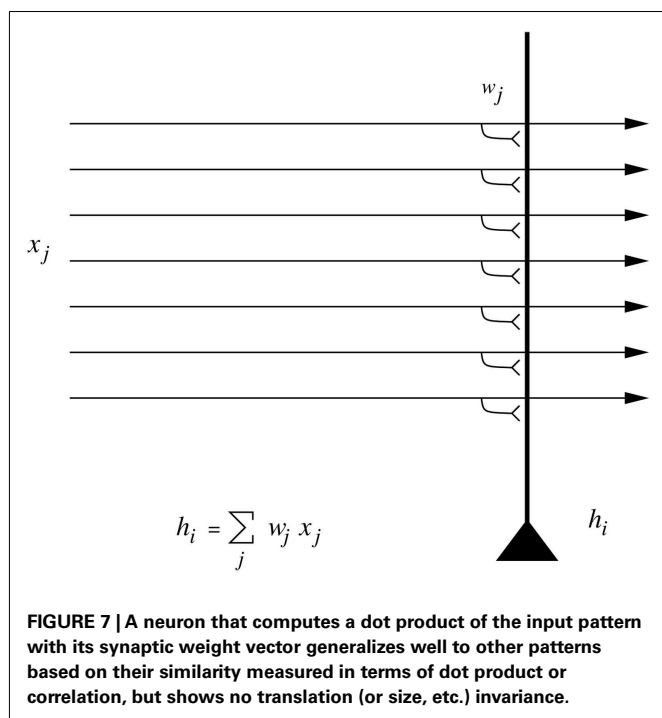 w_j
x_j
h_i = ∑_j w_j x_j
h_i
FIGURE 7 | A neuron that computes a dot product of the input pattern
with its synaptic weight vector generalizes well to other patterns
based on their similarity measured in terms of dot product or
correlation, but shows no translation (or size, etc.) invariance.